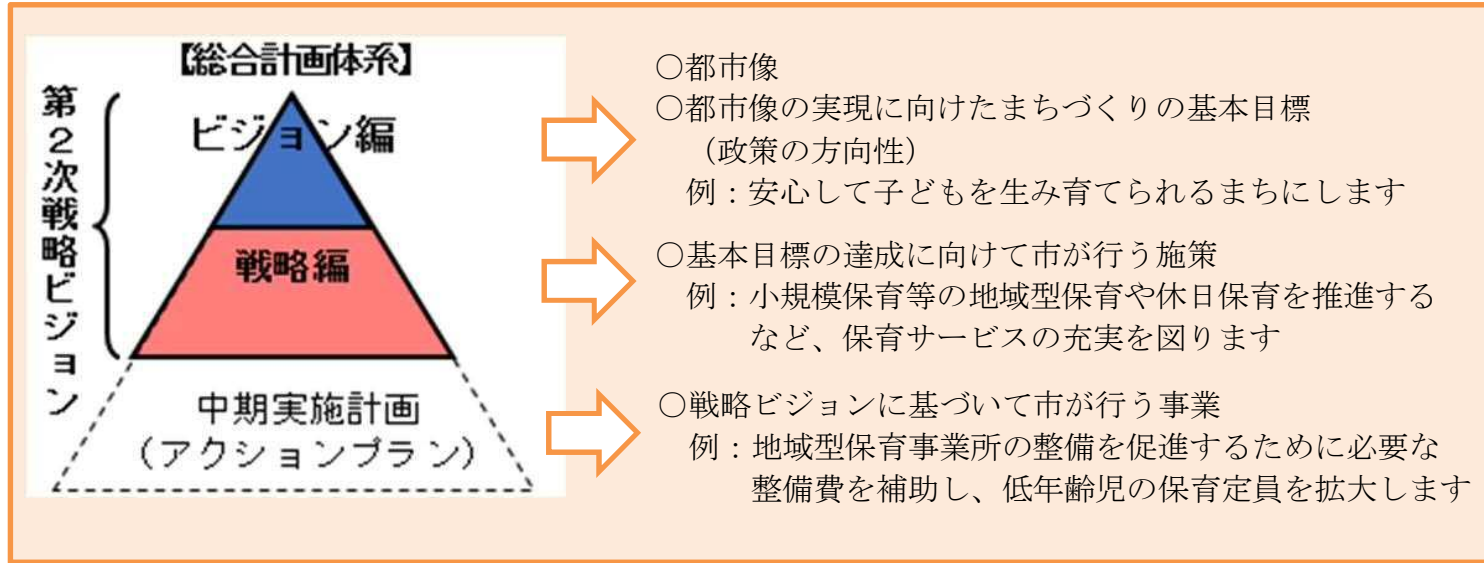 【総合計画体系】
第2次戦略ビジョン
ビジョン編
戦略編
中期実施計画
(アクションプラン)
○都市像
○都市像の実現に向けたまちづくりの基本目標
(政策の方向性)
例:安心して子どもを生み育てられるまちにします
○基本目標の達成に向けて市が行う施策
例:小規模保育等の地域型保育や休日保育を推進する
など、保育サービスの充実を図ります
○戦略ビジョンに基づいて市が行う事業
例:地域型保育事業所の整備を促進するために必要な
整備費を補助し、低年齢児の保育定員を拡大します